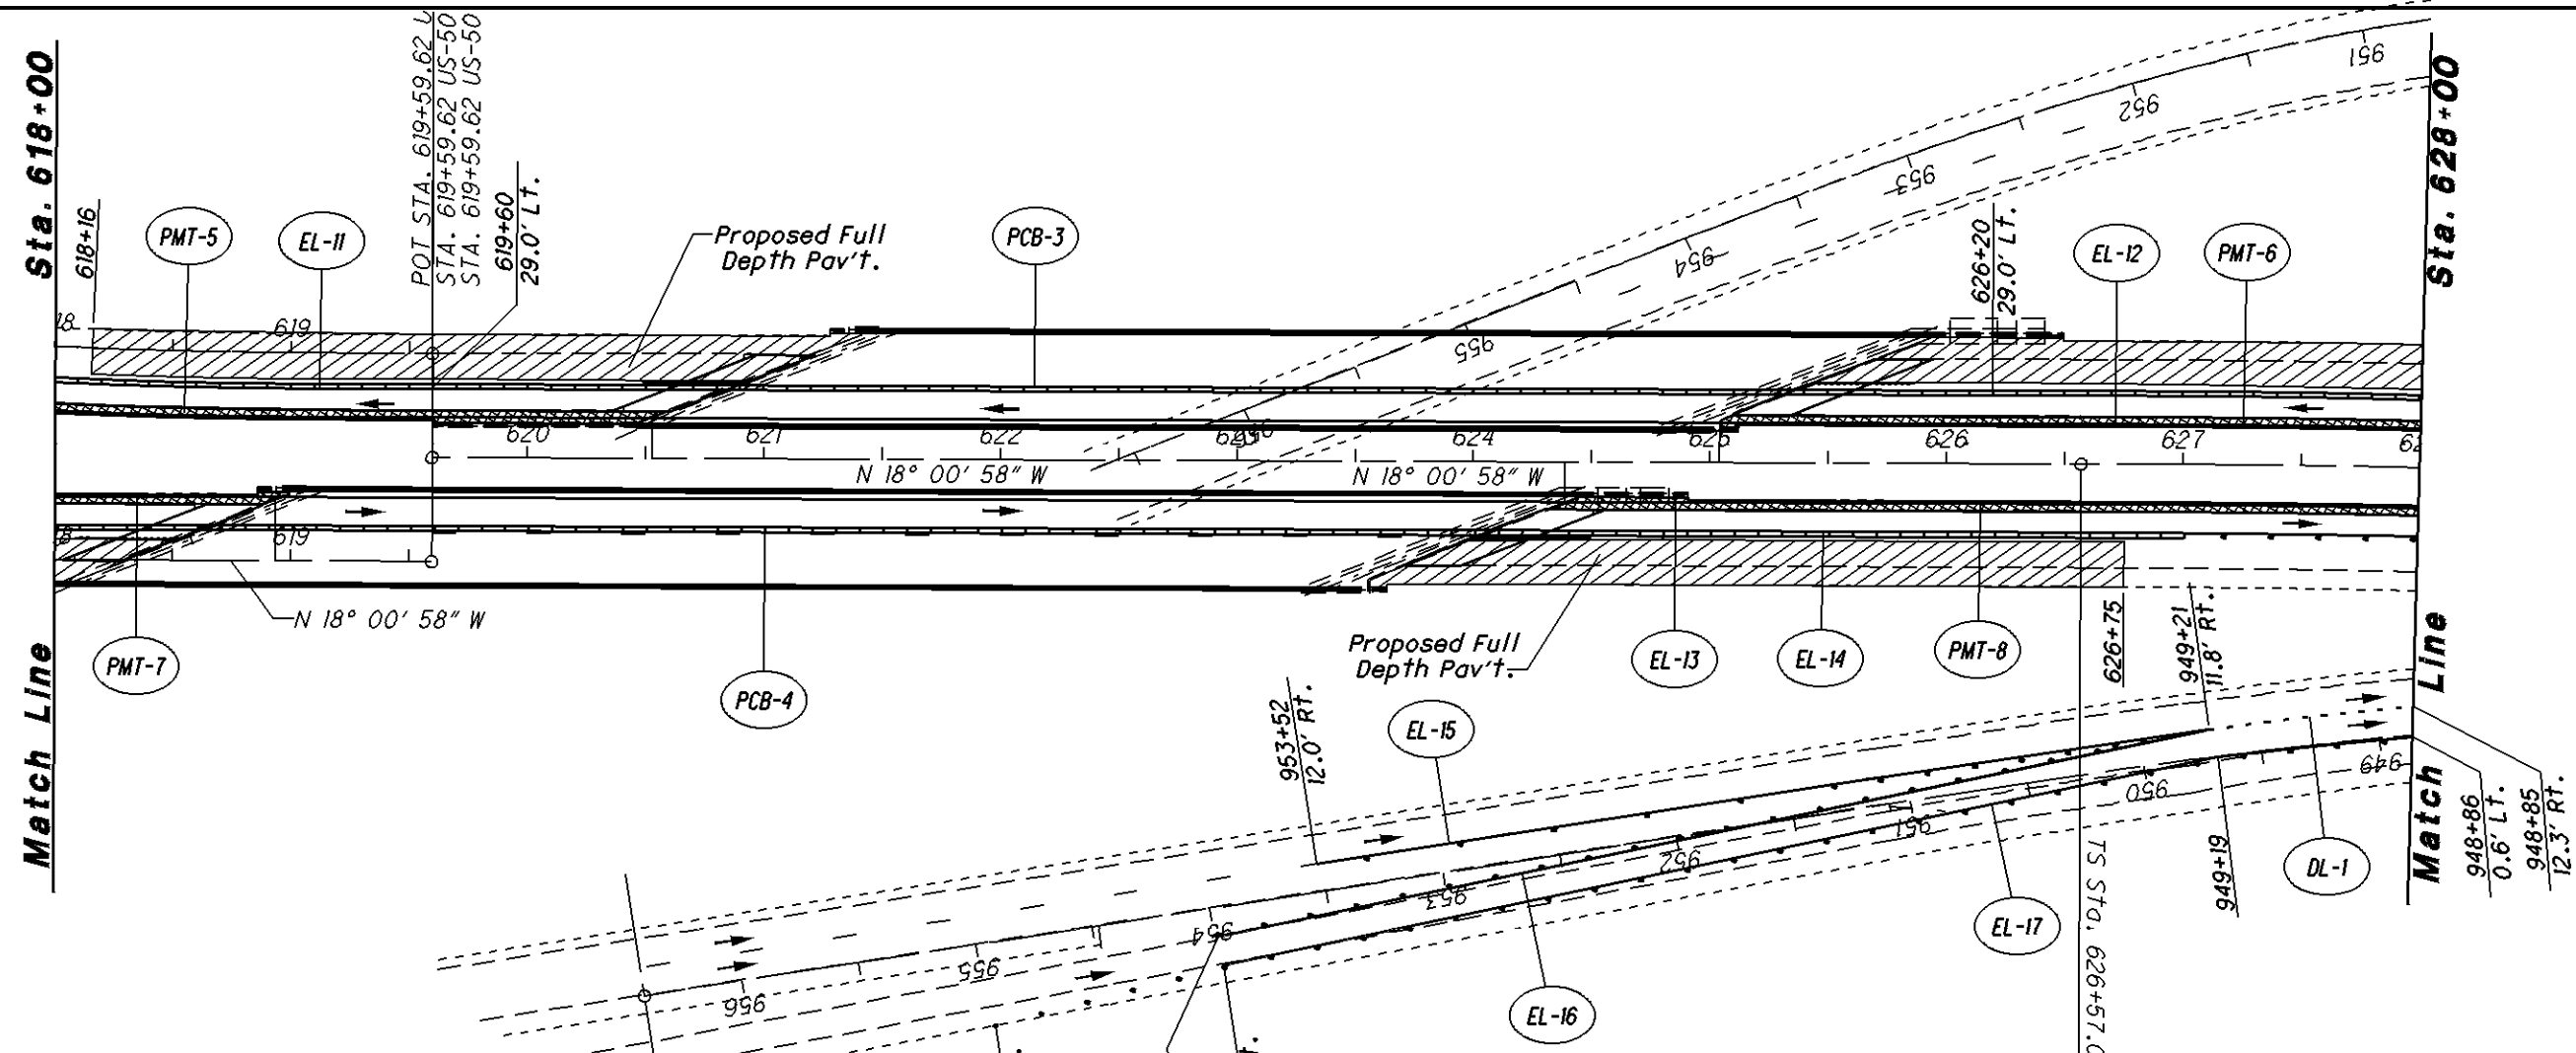 Sta. 618+00
Match Line
618+16
PMT-5
EL-11
POT STA. 619+59.62
STA. 619+59.62 US-50
STA. 619+59.62 US-50
619+60
29.0' Lt.
Proposed Full
Depth Pav't.
PCB-3
626+20
29.0' Lt.
EL-12
PMT-6
Sta. 628+00
Match Line
951
952
953
954
955
18
619
620
621
622
623
624
625
626
627
N 18° 00' 58" W
N 18° 00' 58" W
619
N 18° 00' 58" W
PMT-7
PCB-4
Proposed Full
Depth Pav't.
EL-13
EL-14
PMT-8
626+75
949+21
11.8' Rt.
953+52
12.0' Rt.
EL-15
EL-16
EL-17
DL-1
949+19
948+86
0.6' Lt.
948+85
12.3' Rt.
TS Sta. 626+57.0
949
950
951
952
953
954
955
956